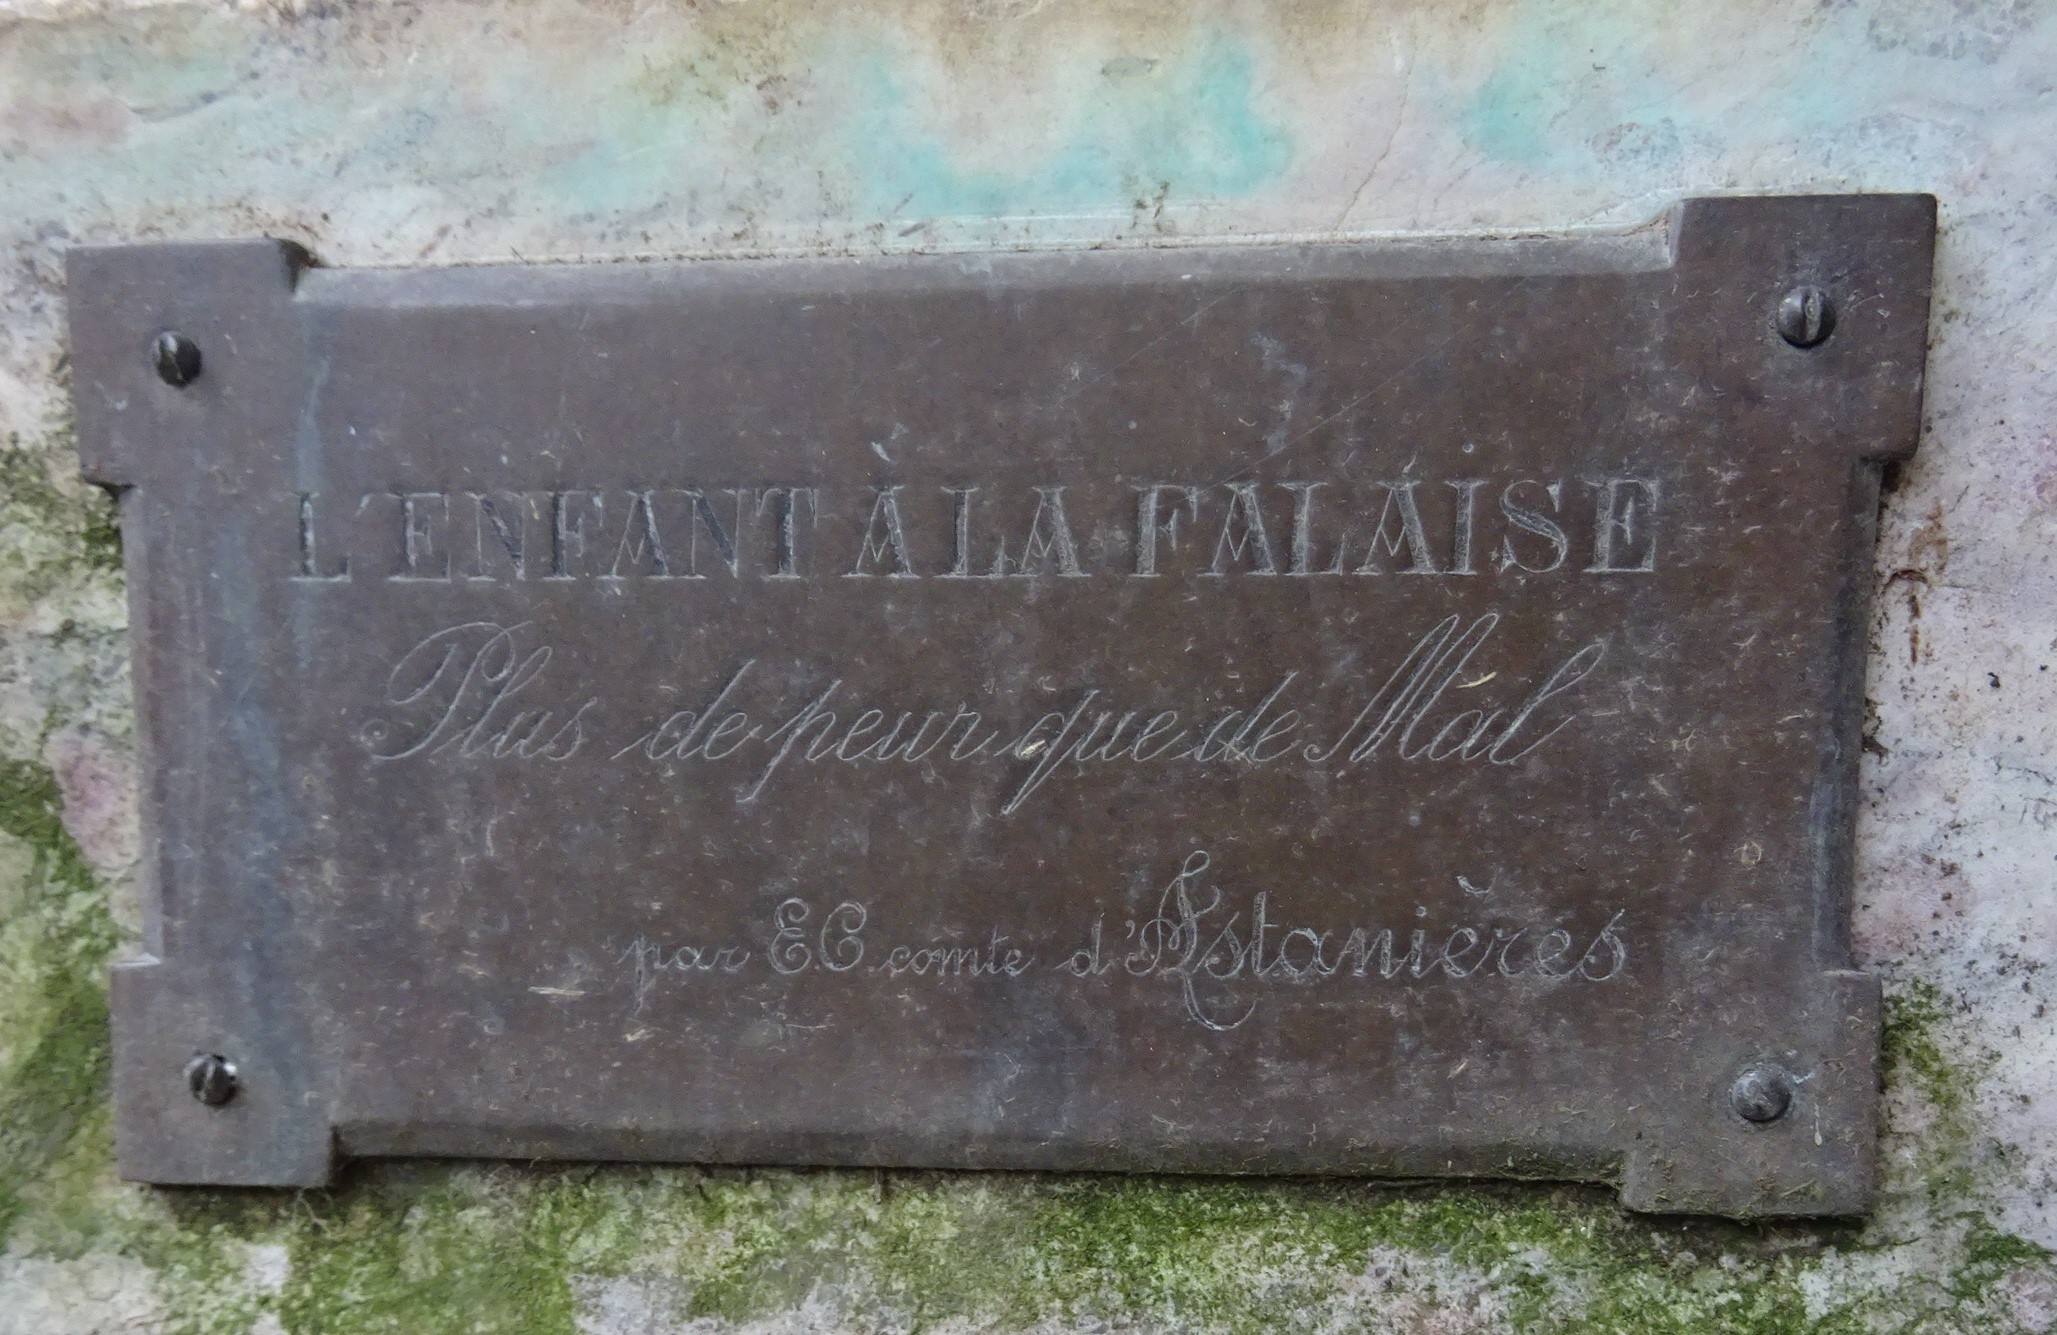 L'ENFANT À LA FALAISE
Plus de peur que de Mal
par E.C. comte d'Astanières